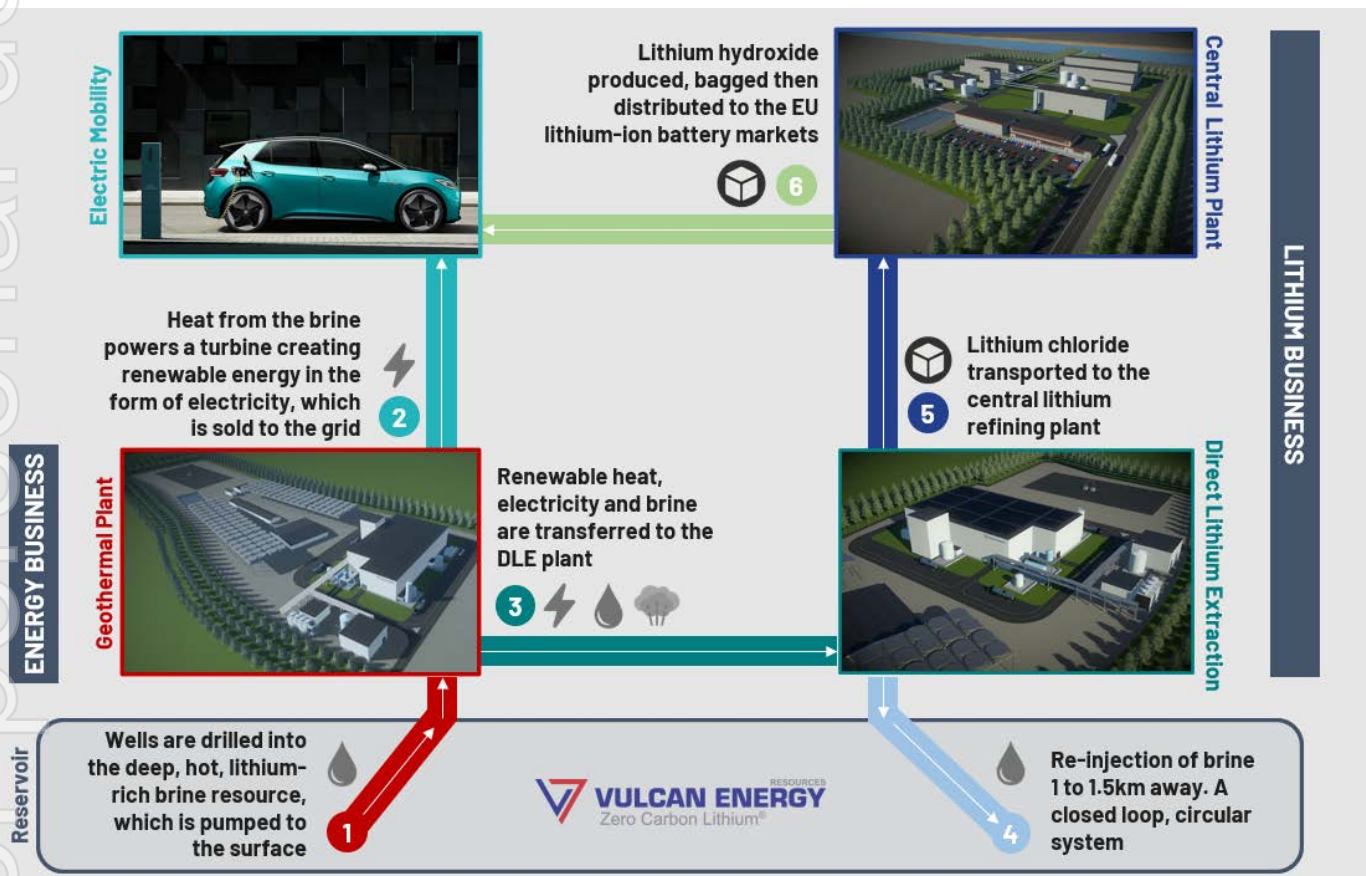 Electric Mobility
Lithium hydroxide
produced, bagged then
distributed to the EU
lithium-ion battery markets
6
Central Lithium Plant
LITHIUM BUSINESS
Heat from the brine
powers a turbine creating
renewable energy in the
form of electricity, which
is sold to the grid
2
Lithium chloride
transported to the
central lithium
refining plant
5
ENERGY BUSINESS
Geothermal Plant
Renewable heat,
electricity and brine
are transferred to the
DLE plant
3
Direct Lithium Extraction
Reservoir
Wells are drilled into
the deep, hot, lithium-
rich brine resource,
which is pumped to
the surface
1
RESOURCES
VULCAN ENERGY
Zero Carbon Lithium®
Re-injection of brine
1 to 1.5km away. A
closed loop, circular
system
4